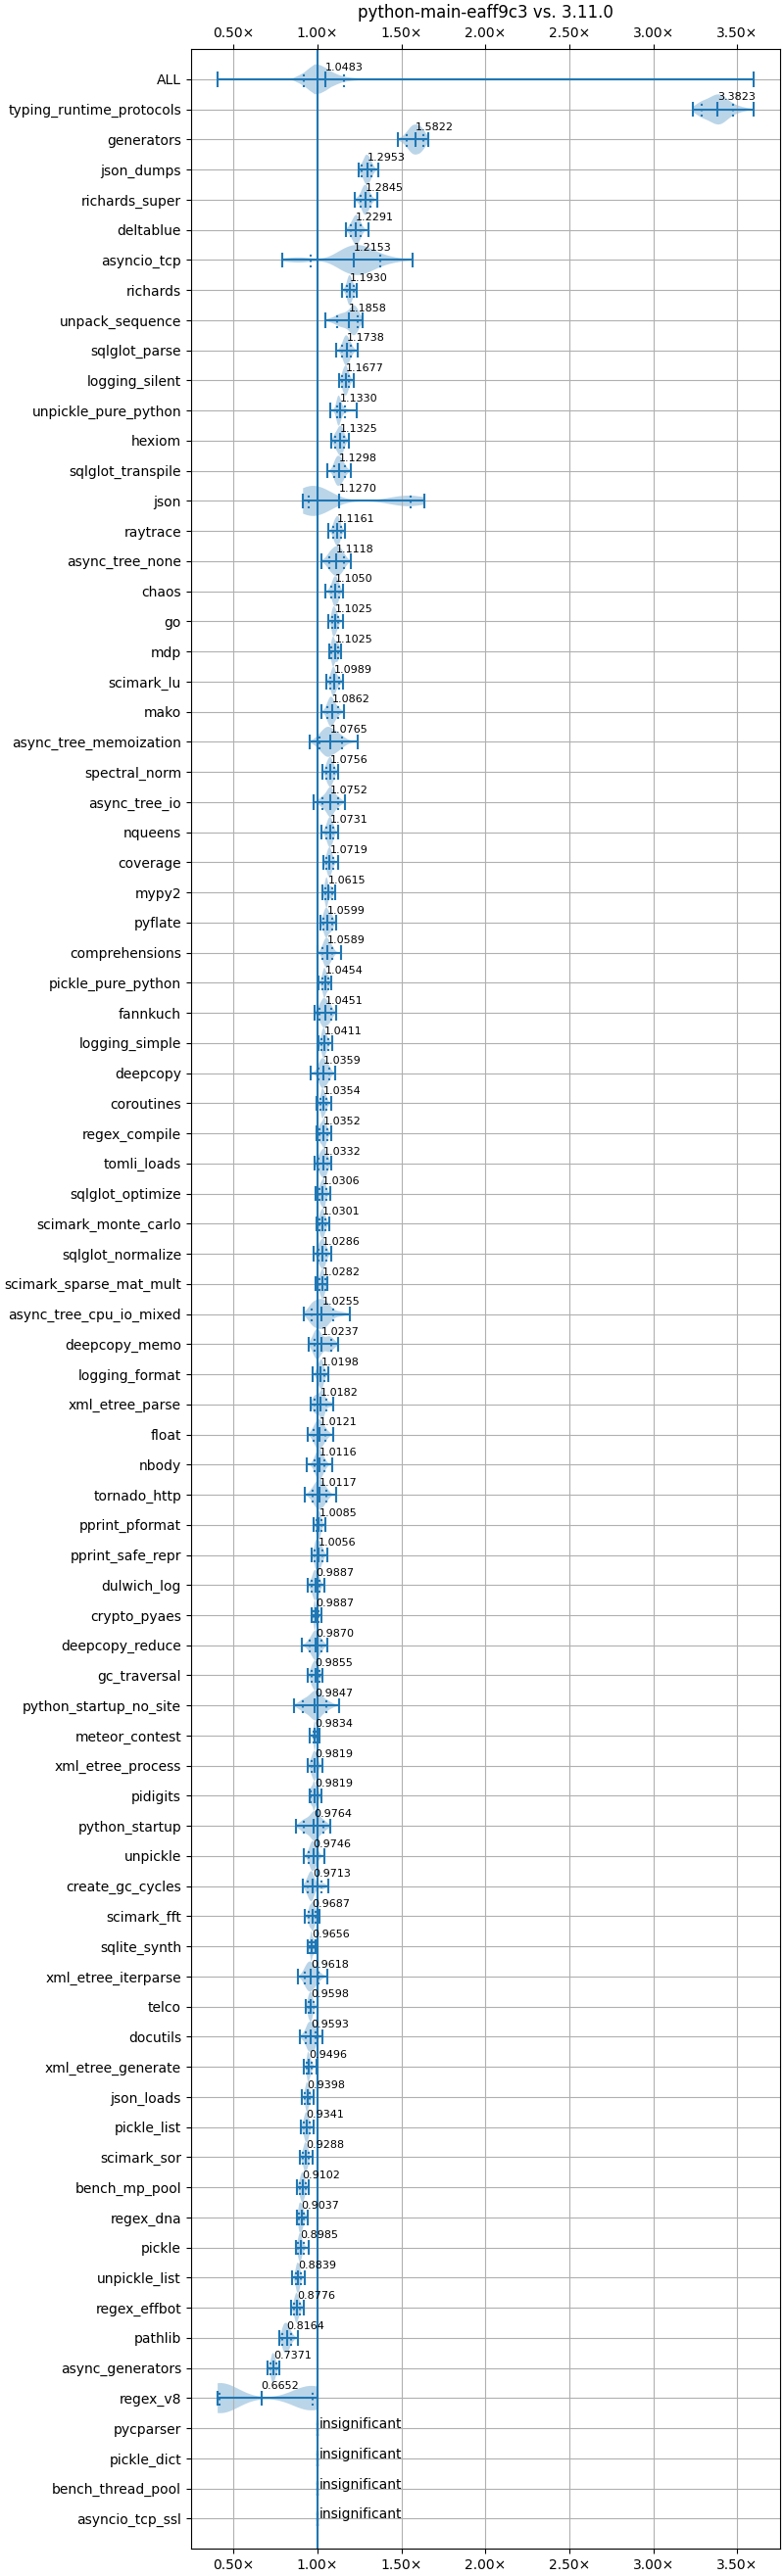 python-main-eaff9c3 vs. 3.11.0
0.50× 1.00× 1.50× 2.00× 2.50× 3.00× 3.50×
ALL 1.0483
typing_runtime_protocols 3.3823
generators 1.5822
json_dumps 1.2953
richards_super 1.2845
deltablue 1.2291
asyncio_tcp 1.2153
richards 1.1930
unpack_sequence 1.1858
sqlglot_parse 1.1738
logging_silent 1.1677
unpickle_pure_python 1.1330
hexiom 1.1325
sqlglot_transpile 1.1298
json 1.1270
raytrace 1.1161
async_tree_none 1.1118
chaos 1.1050
go 1.1025
mdp 1.1025
scimark_lu 1.0989
mako 1.0862
async_tree_memoization 1.0765
spectral_norm 1.0756
async_tree_io 1.0752
nqueens 1.0731
coverage 1.0719
mypy2 1.0615
pyflate 1.0599
comprehensions 1.0589
pickle_pure_python 1.0454
fannkuch 1.0451
logging_simple 1.0411
deepcopy 1.0359
coroutines 1.0354
regex_compile 1.0352
tomli_loads 1.0332
sqlglot_optimize 1.0306
scimark_monte_carlo 1.0301
sqlglot_normalize 1.0286
scimark_sparse_mat_mult 1.0282
async_tree_cpu_io_mixed 1.0255
deepcopy_memo 1.0237
logging_format 1.0198
xml_etree_parse 1.0182
float 1.0121
nbody 1.0116
tornado_http 1.0117
pprint_pformat 1.0085
pprint_safe_repr 1.0056
dulwich_log 0.9887
crypto_pyaes 0.9887
deepcopy_reduce 0.9870
gc_traversal 0.9855
python_startup_no_site 0.9847
meteor_contest 0.9834
xml_etree_process 0.9819
pidigits 0.9819
python_startup 0.9764
unpickle 0.9746
create_gc_cycles 0.9713
scimark_fft 0.9687
sqlite_synth 0.9656
xml_etree_iterparse 0.9618
telco 0.9598
docutils 0.9593
xml_etree_generate 0.9496
json_loads 0.9398
pickle_list 0.9341
scimark_sor 0.9288
bench_mp_pool 0.9102
regex_dna 0.9037
pickle 0.8985
unpickle_list 0.8839
regex_effbot 0.8776
pathlib 0.8164
async_generators 0.7371
regex_v8 0.6652
pycparser insignificant
pickle_dict insignificant
bench_thread_pool insignificant
asyncio_tcp_ssl insignificant
0.50× 1.00× 1.50× 2.00× 2.50× 3.00× 3.50×